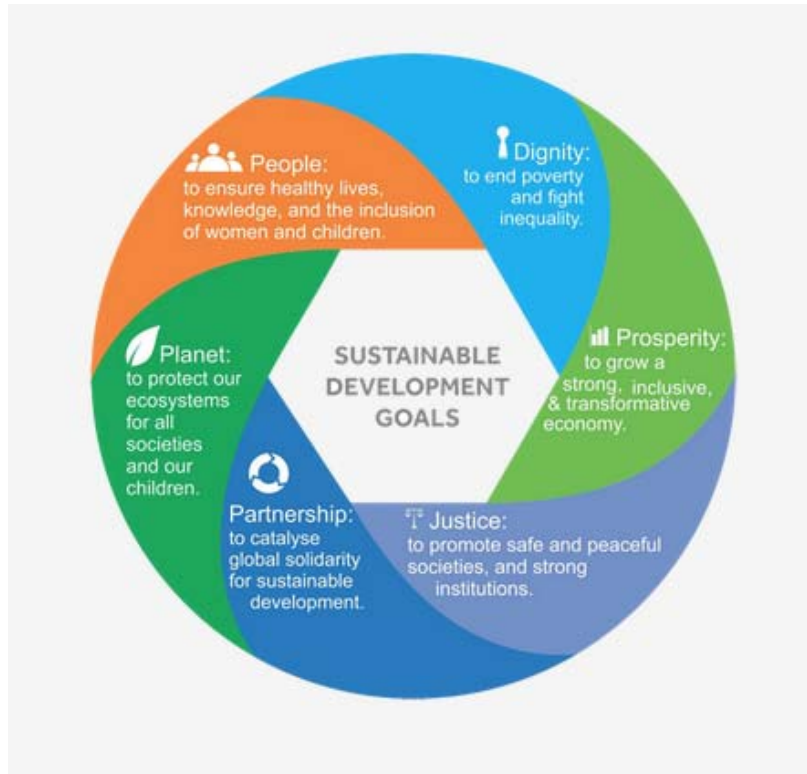 People:
to ensure healthy lives,
knowledge, and the inclusion
of women and children.
Dignity:
to end poverty
and fight
inequality.
Prosperity:
to grow a
strong, inclusive,
& transformative
economy.
Justice:
to promote safe and peaceful
societies, and strong
institutions.
Partnership:
to catalyse
global solidarity
for sustainable
development.
Planet:
to protect our
ecosystems
for all
societies
and our
children.
SUSTAINABLE
DEVELOPMENT
GOALS